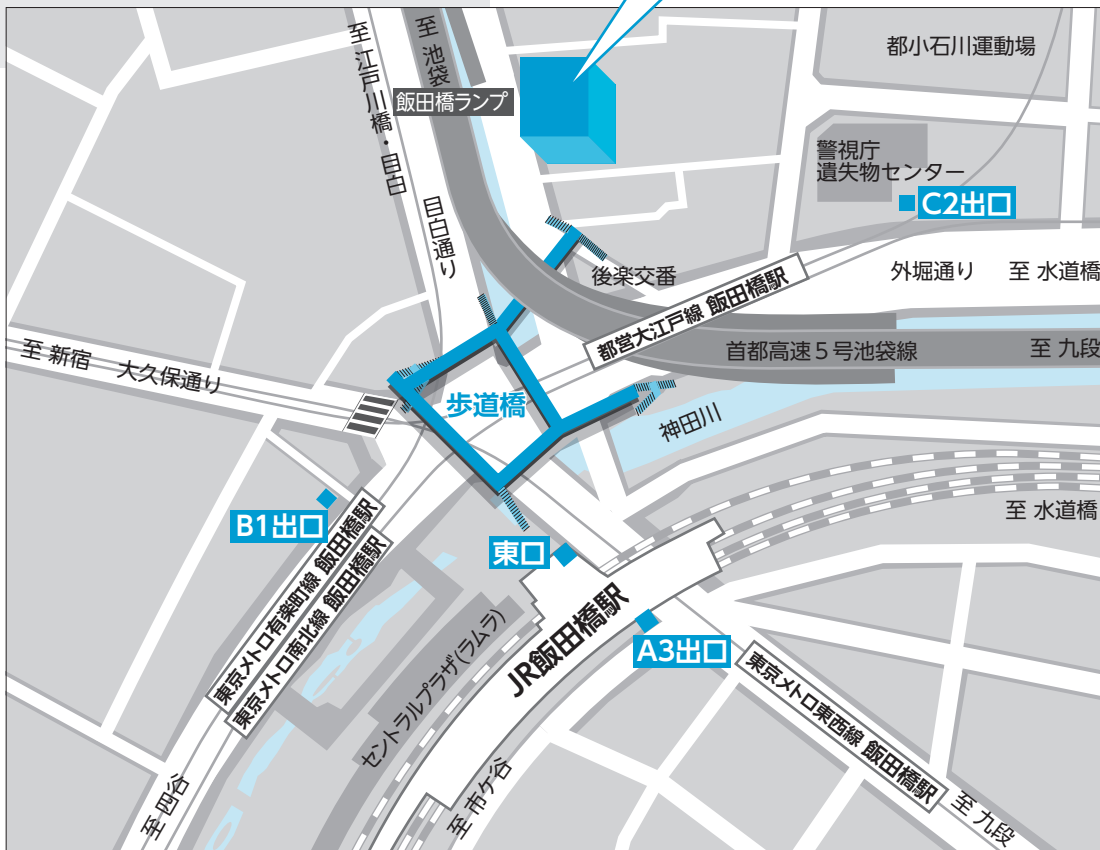 都小石川運動場
至 江戸川橋・目白
至 池袋
飯田橋ランプ
警視庁
遺失物センター
C2出口
目白通り
後楽交番
外堀通り
至 水道橋
都営大江戸線 飯田橋駅
首都高速5号池袋線
至 九段
至 新宿
大久保通り
歩道橋
神田川
B1出口
東口
至 水道橋
東京メトロ有楽町線 飯田橋駅
東京メトロ南北線 飯田橋駅
セントラルプラザ(ラムラ)
JR飯田橋駅
A3出口
東京メトロ東西線 飯田橋駅
至 四谷
至 市ケ谷
至 九段